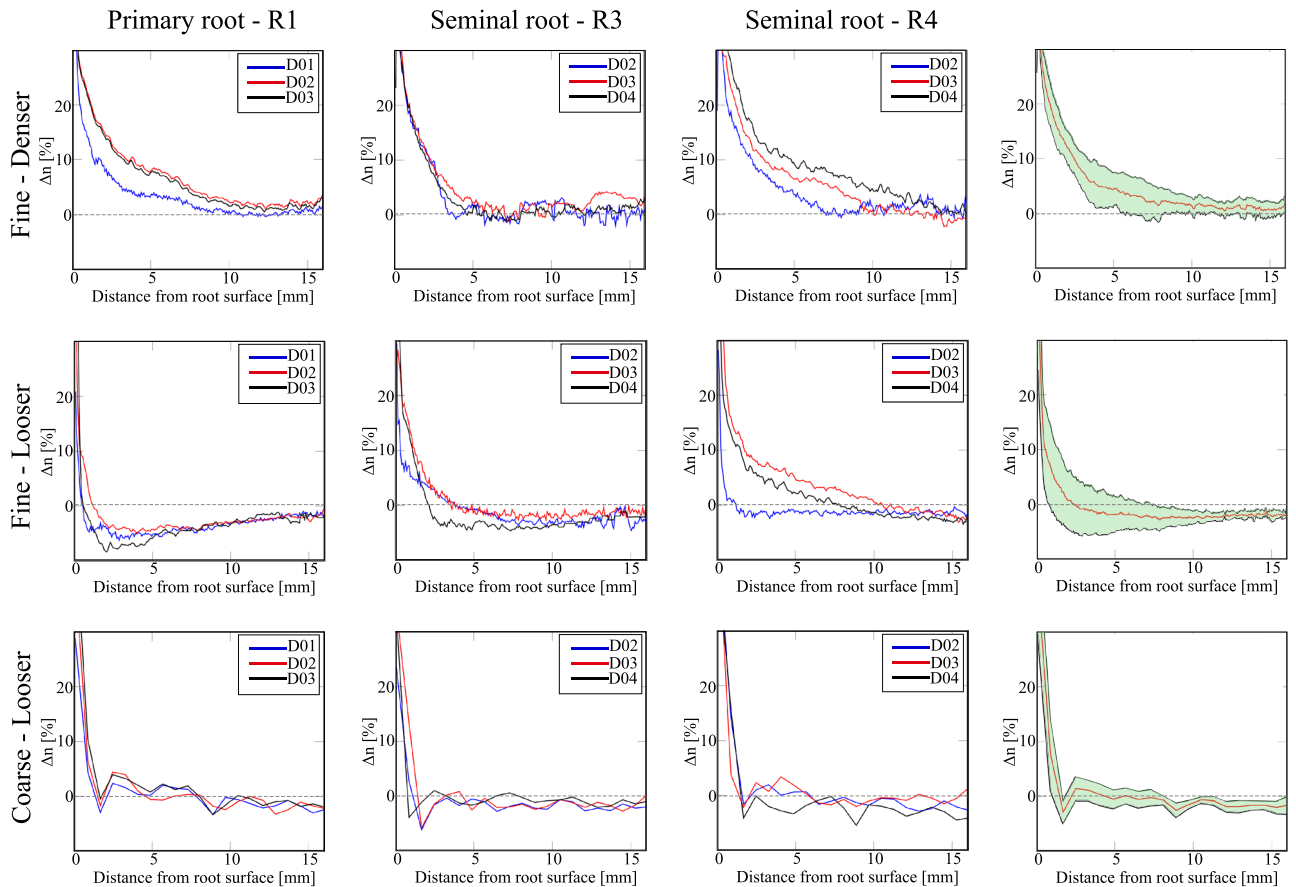 Primary root - R1
Seminal root - R3
Seminal root - R4
Fine - Denser
Δn [%]
20
10
0
D01
D02
D03
0 5 10 15
Distance from root surface [mm]
Δn [%]
20
10
0
D02
D03
D04
0 5 10 15
Distance from root surface [mm]
Δn [%]
20
10
0
D02
D03
D04
0 5 10 15
Distance from root surface [mm]
Δn [%]
20
10
0
0 5 10 15
Distance from root surface [mm]
Fine - Looser
Δn [%]
20
10
0
D01
D02
D03
0 5 10 15
Distance from root surface [mm]
Δn [%]
20
10
0
D02
D03
D04
0 5 10 15
Distance from root surface [mm]
Δn [%]
20
10
0
D02
D03
D04
0 5 10 15
Distance from root surface [mm]
Δn [%]
20
10
0
0 5 10 15
Distance from root surface [mm]
Coarse - Looser
Δn [%]
20
10
0
D01
D02
D03
0 5 10 15
Distance from root surface [mm]
Δn [%]
20
10
0
D02
D03
D04
0 5 10 15
Distance from root surface [mm]
Δn [%]
20
10
0
D02
D03
D04
0 5 10 15
Distance from root surface [mm]
Δn [%]
20
10
0
0 5 10 15
Distance from root surface [mm]